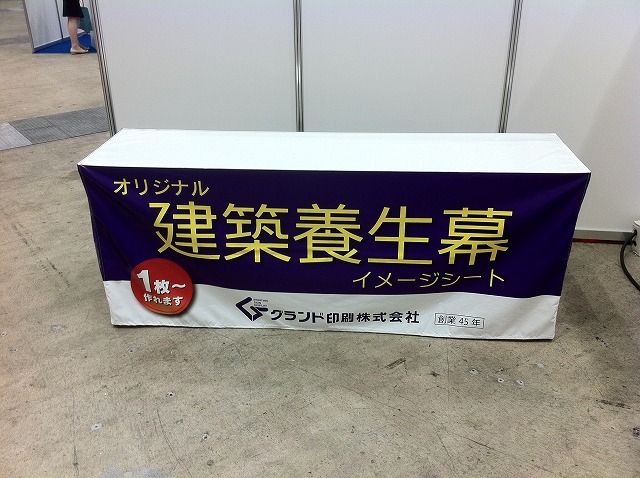 オリジナル
建築養生幕
イメージシート
1枚～
作れます
グランド印刷株式会社
創業45年